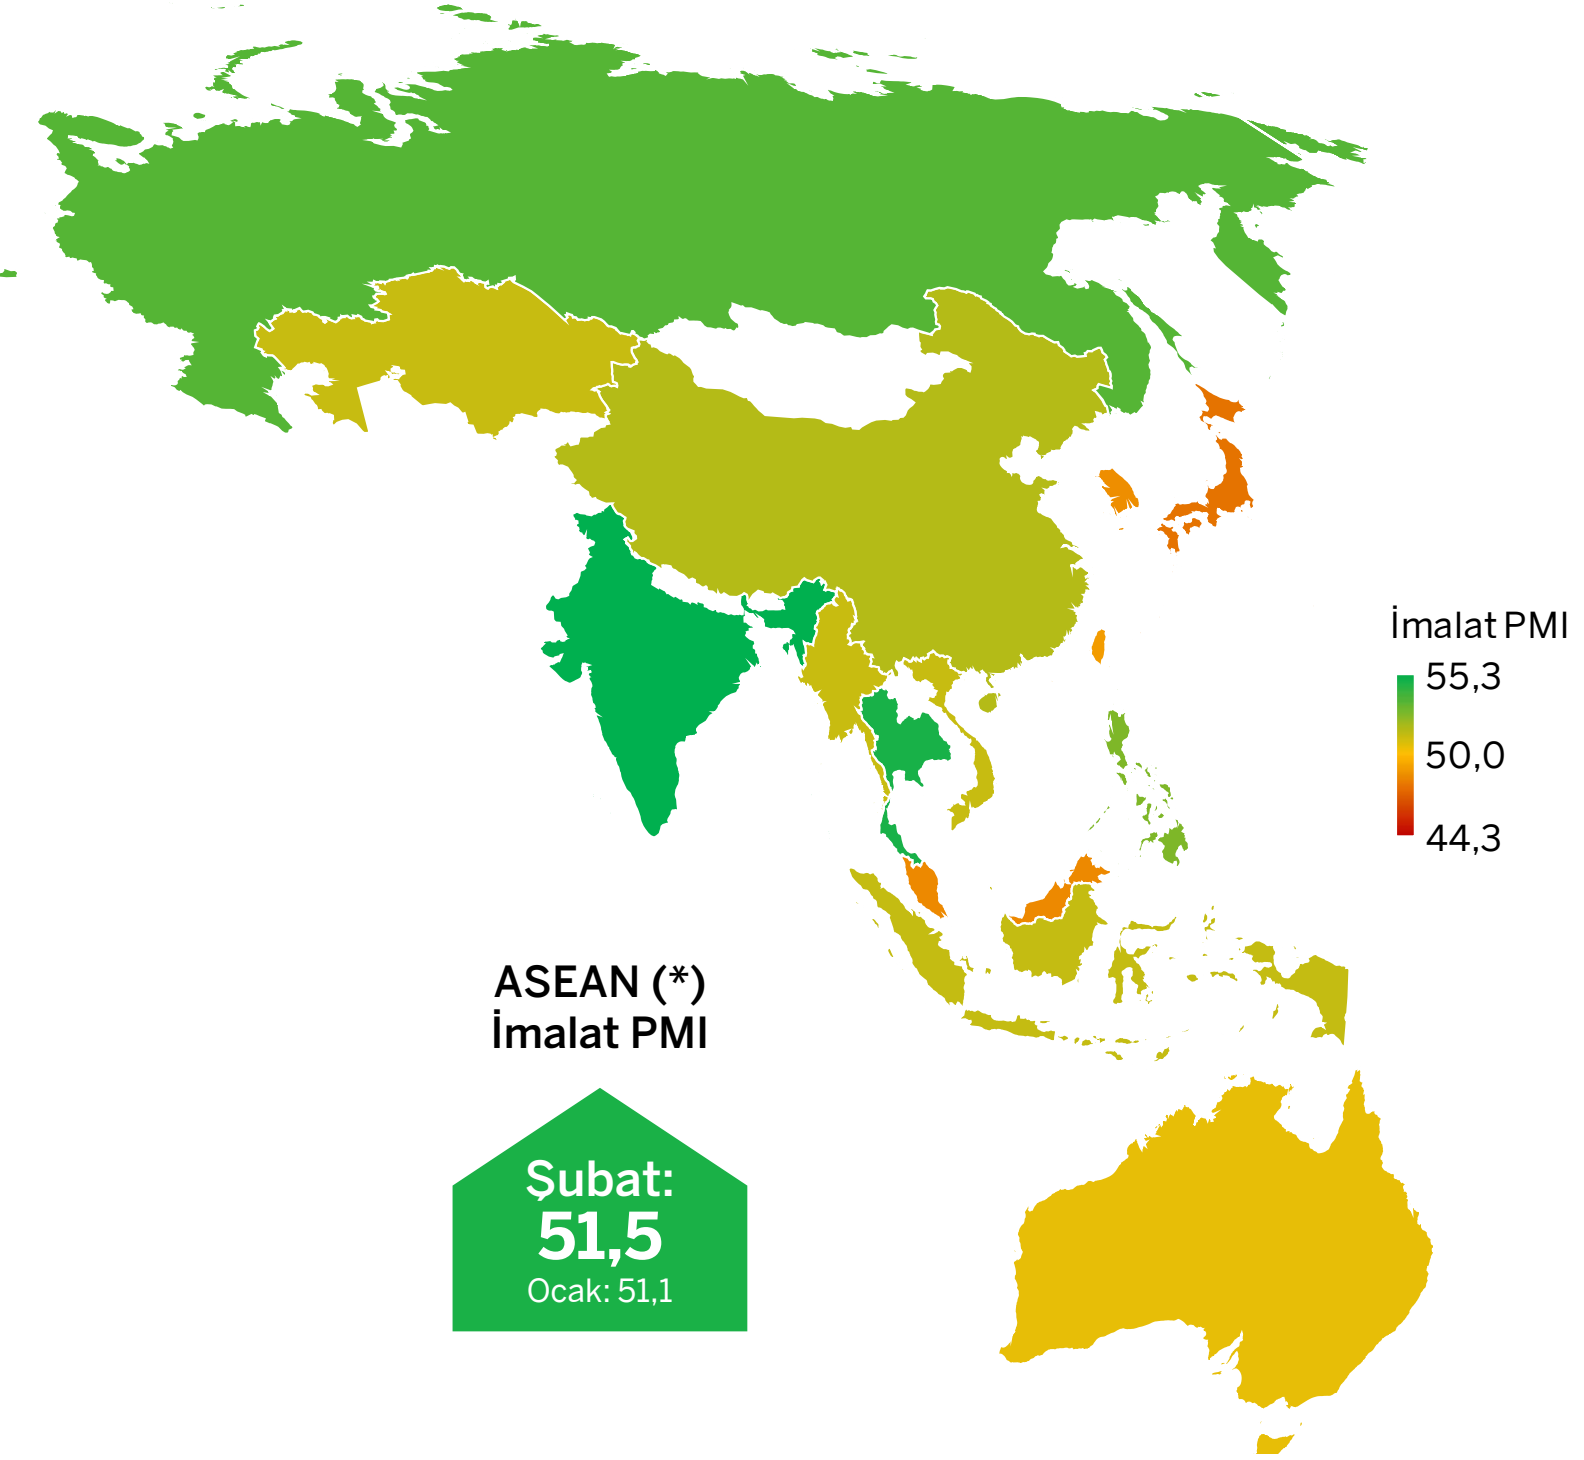 İmalat PMI
55,3
50,0
44,3
ASEAN (*)
İmalat PMI
Şubat:
51,5
Ocak: 51,1